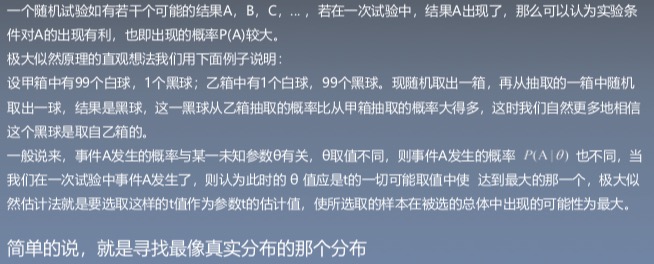 一个随机试验如有若干个可能的结果A，B，C，... ，若在一次试验中，结果A出现了，那么可以认为实验条
件对A的出现有利，也即出现的概率P(A)较大。
极大似然原理的直观想法我们用下面例子说明：
设甲箱中有99个白球，1个黑球；乙箱中有1个白球，99个黑球。现随机取出一箱，再从抽取的一箱中随机
取出一球，结果是黑球，这一黑球从乙箱抽取的概率比从甲箱抽取的概率大得多，这时我们自然更多地相信
这个黑球是取自乙箱的。
一般说来，事件A发生的概率与某一未知参数θ有关，θ取值不同，则事件A发生的概率 P(A|θ) 也不同，当
我们在一次试验中事件A发生了，则认为此时的 θ 值应是t的一切可能取值中使 达到最大的那一个，极大似
然估计法就是要选取这样的t值作为参数t的估计值，使所选取的样本在被选的总体中出现的可能性为最大。
简单的说，就是寻找最像真实分布的那个分布